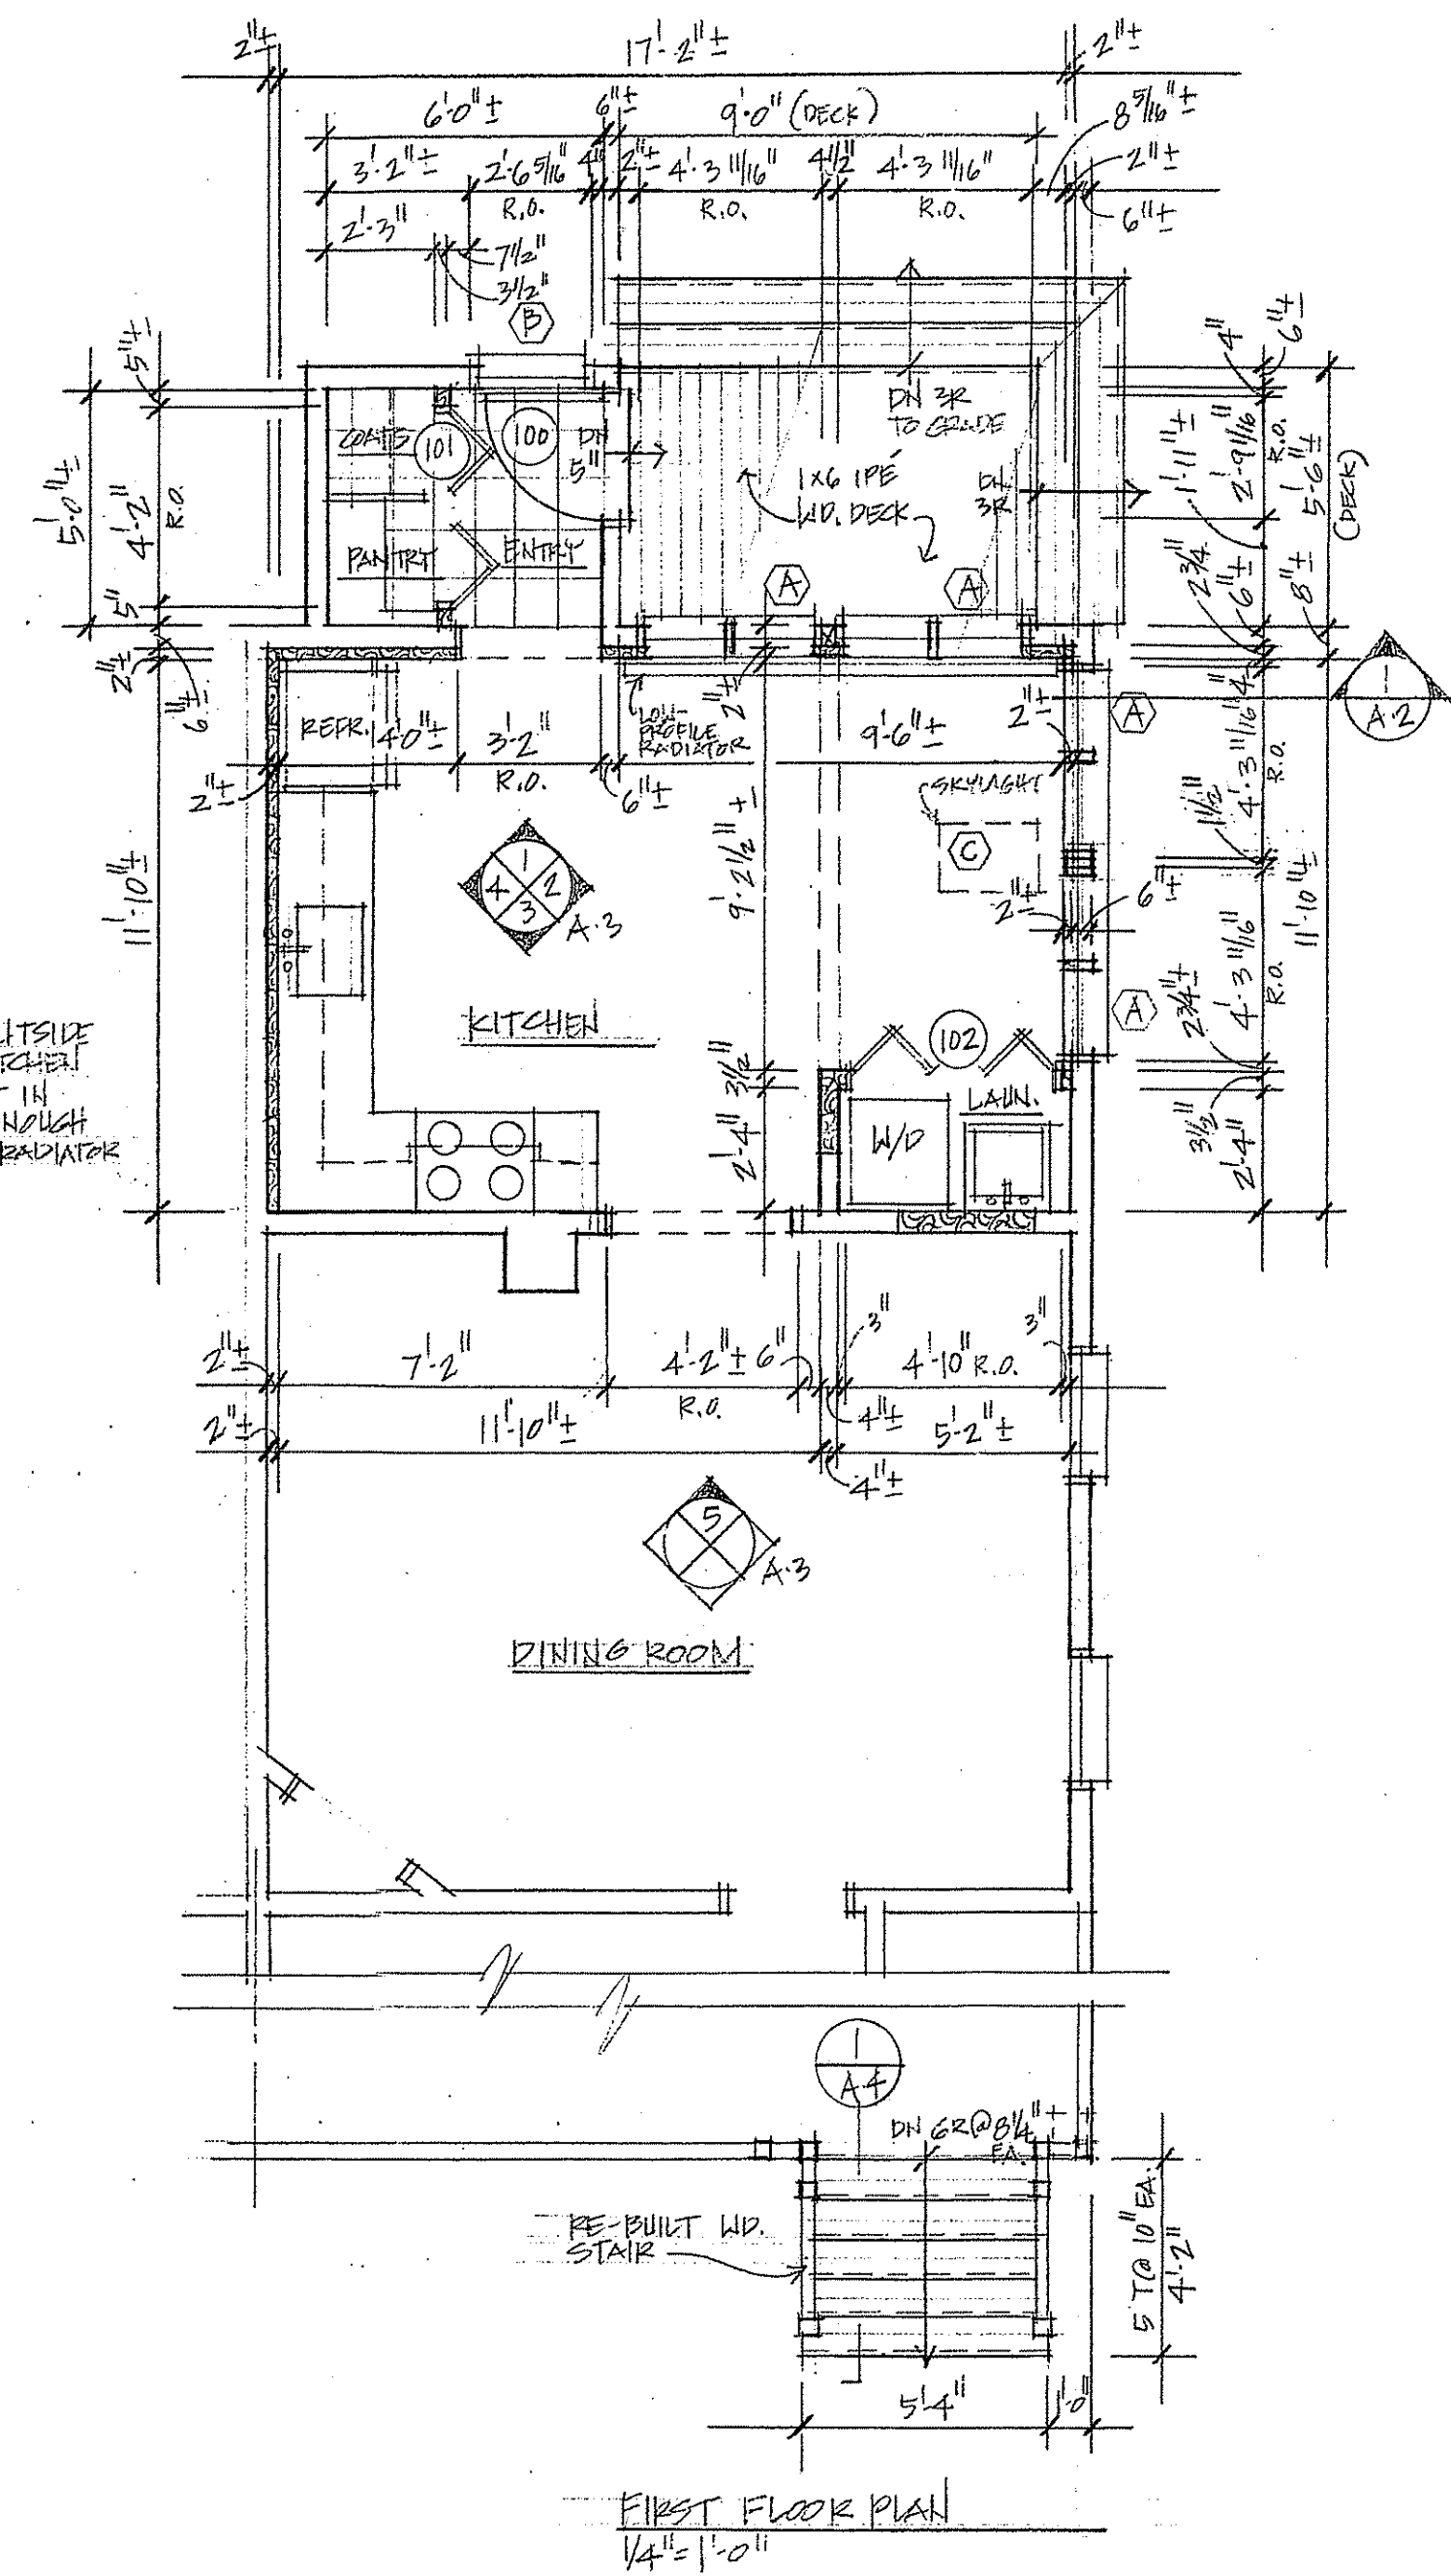 2"±
17'-2"±
2"±
6'-0"±
6"±
9'-0" (DECK)
8 5/16"±
3'-2"±
2'-6 5/16"
R.O.
4"
2"±
4'-3 11/16"
R.O.
4 1/2"
4'-3 11/16"
R.O.
2"±
6"±
2'-3"
7 1/2"
3 1/2"
B
5"±
5'-0"±
4'-2"
R.O.
5"
2"±
6"±
COATS
101
100
DN
5"
PANTRY
ENTRY
DN 3R
TO GRADE
1x6 IPÉ
WD. DECK
DN
3R
A
A
4"
6"±
1'-11"±
2'-9 1/16"
R.O.
5'-6"±
(DECK)
2 3/4"
6"±
8"±
1
A·2
REFR.
4'-0"±
3'-2"
R.O.
2"±
6"±
LOW-
PROFILE
RADIATOR
2"±
9'-6"±
2"±
A
4"
4'-3 11/16"
R.O.
1 1/2"
SKYLIGHT
C
9'-2 1/2"±
2"±
6"±
11'-10"±
11'-10"±
1
2
3
4
A·3
KITCHEN
A
4'-3 11/16"
R.O.
2 3/4"±
3 1/2"
2'-4"
102
LAUN.
W/D
3 1/2"
2'-4"
UTSIDE
TCHEN
IN
NOUGH
RADIATOR
2"±
7'-2"
4'-2"±
R.O.
6"
3"
4"±
4'-10" R.O.
3"
2"±
11'-10"±
4"±
5'-2"±
5
A·3
DINING ROOM
1
A·4
DN 6R@8 1/4"±
EA.
RE-BUILT WD.
STAIR
5 T@10" EA.
4'-2"
5'-4"
1'-0"
FIRST FLOOR PLAN
1/4"=1'-0"